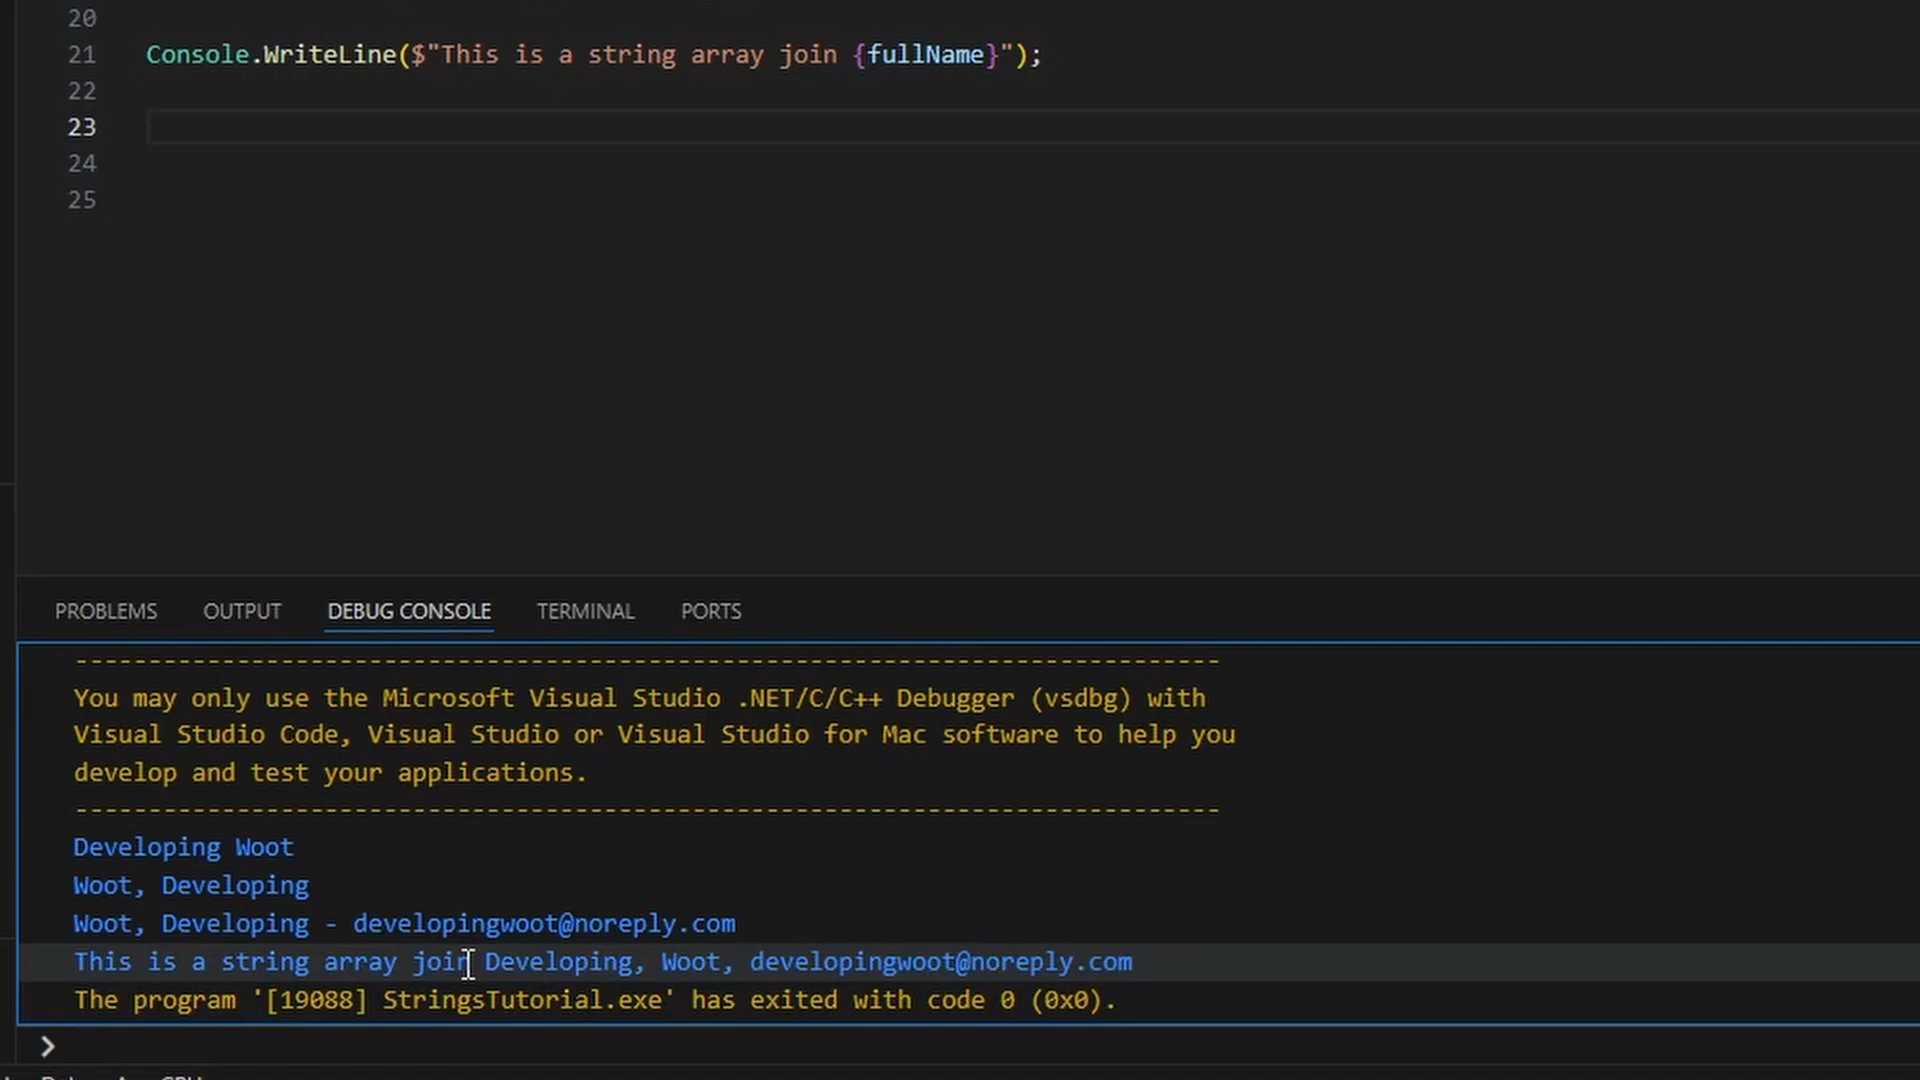 20
21 Console.WriteLine($"This is a string array join {fullName}");
22
23
24
25
PROBLEMS OUTPUT DEBUG CONSOLE TERMINAL PORTS
------------------------------------------------------------------------------
You may only use the Microsoft Visual Studio .NET/C/C++ Debugger (vsdbg) with
Visual Studio Code, Visual Studio or Visual Studio for Mac software to help you
develop and test your applications.
------------------------------------------------------------------------------
Developing Woot
Woot, Developing
Woot, Developing - developingwoot@noreply.com
This is a string array join Developing, Woot, developingwoot@noreply.com
The program '[19088] StringsTutorial.exe' has exited with code 0 (0x0).